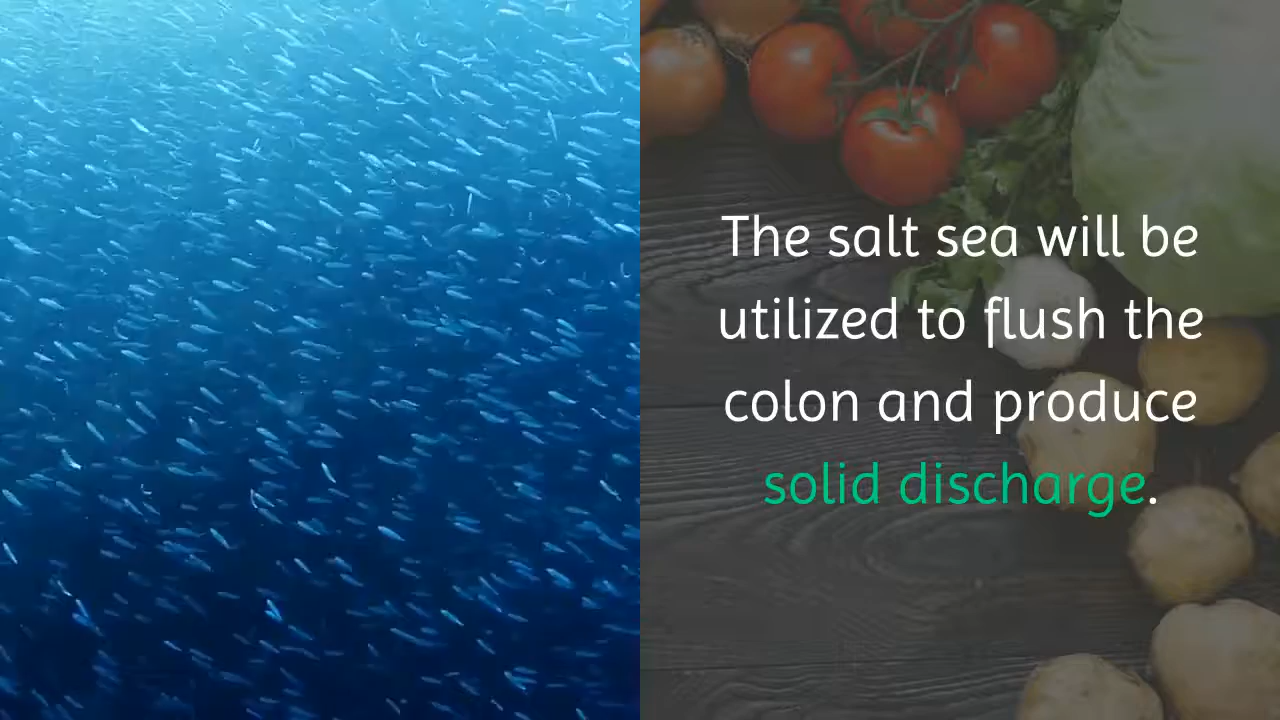 The salt sea will be
utilized to flush the
colon and produce
solid discharge.